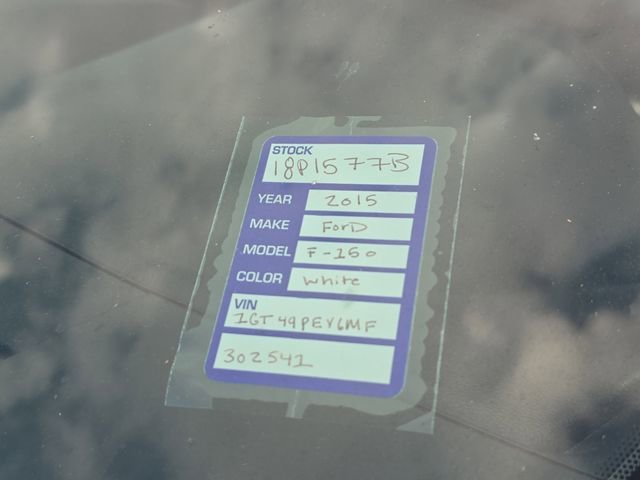 STOCK
18P1577B
YEAR 2015
MAKE ForD
MODEL F-150
COLOR white
VIN
1GT49PEY6MF
302541